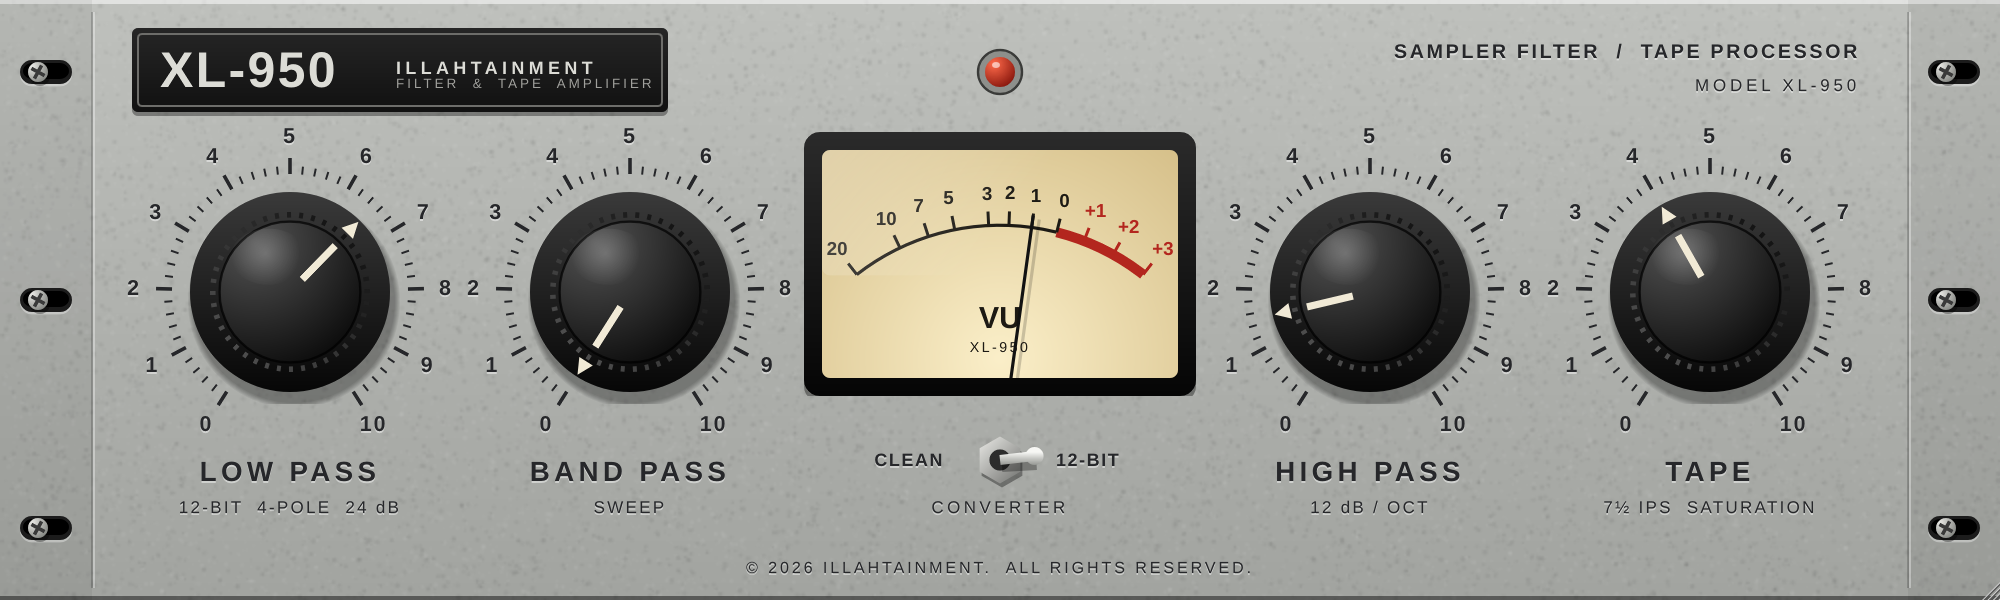 XL-950
ILLAHTAINMENT
FILTER & TAPE AMPLIFIER
SAMPLER FILTER / TAPE PROCESSOR
MODEL XL-950
0 1 2 3 4 5 6 7 8 9 10
LOW PASS
12-BIT 4-POLE 24 dB
0 1 2 3 4 5 6 7 8 9 10
BAND PASS
SWEEP
20 10 7 5 3 2 1 0 +1 +2 +3
VU
XL-950
CLEAN 12-BIT
CONVERTER
0 1 2 3 4 5 6 7 8 9 10
HIGH PASS
12 dB / OCT
0 1 2 3 4 5 6 7 8 9 10
TAPE
7½ IPS SATURATION
© 2026 ILLAHTAINMENT. ALL RIGHTS RESERVED.